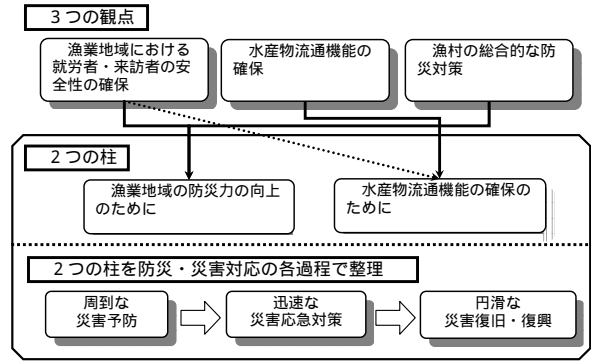 ３つの観点
漁業地域における
就労者・来訪者の安
全性の確保
水産物流通機能の
確保
漁村の総合的な防
災対策
２つの柱
漁業地域の防災力の向上
のために
水産物流通機能の確保の
ために
２つの柱を防災・災害対応の各過程で整理
周到な
災害予防
迅速な
災害応急対策
円滑な
災害復旧・復興